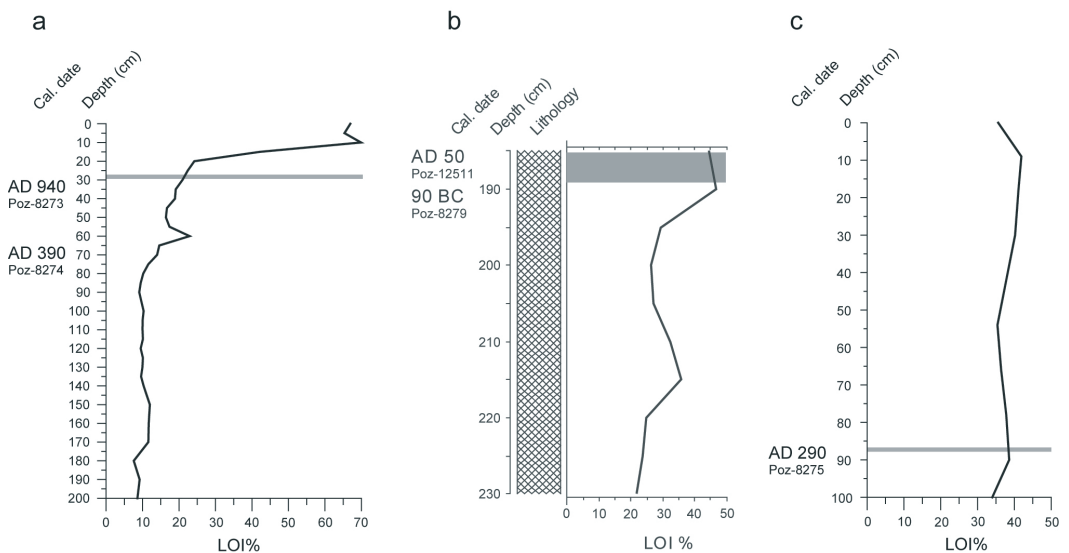 a
Cal. date
Depth (cm)
0
10
20
30
40
50
60
70
80
90
100
110
120
130
140
150
160
170
180
190
200
AD 940
Poz-8273
AD 390
Poz-8274
0 10 20 30 40 50 60 70
LOI%
b
Cal. date
Depth (cm)
Lithology
AD 50
Poz-12511
90 BC
Poz-8279
190
200
210
220
230
0 10 20 30 40 50
LOI %
c
Cal. date
Depth (cm)
0
10
20
30
40
50
60
70
80
90
100
AD 290
Poz-8275
0 10 20 30 40 50
LOI%